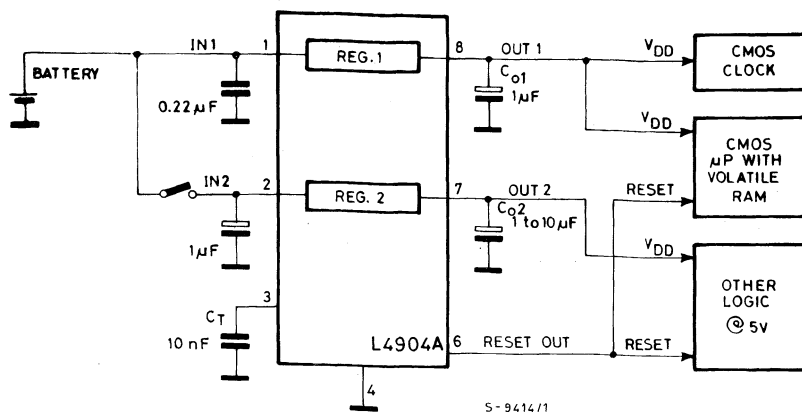 IN1 1 REG. 1 8 OUT 1 VDD CMOS CLOCK
BATTERY
0.22 µF
Co1
1µF
VDD
CMOS
µP WITH
VOLATILE
RAM
IN2 2 REG. 2 7 OUT 2 RESET
Co2
1 to 10µF
1µF
VDD
3
CT
10 nF
OTHER
LOGIC
@ 5V
L4904A 6 RESET OUT RESET
4
S-9414/1